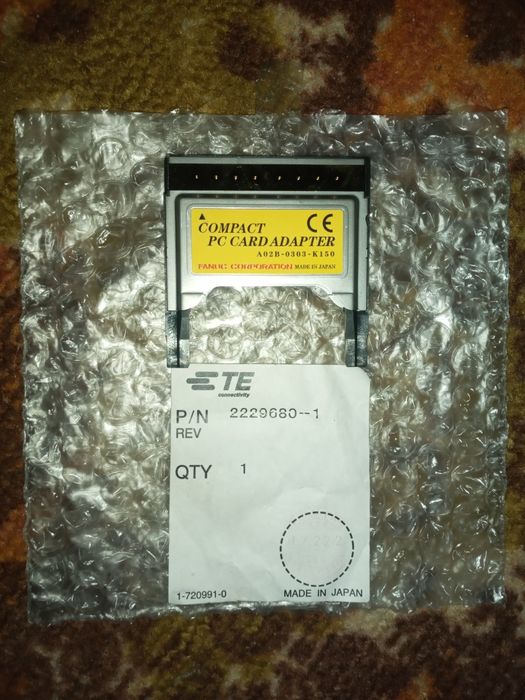 COMPACT CE
PC CARD ADAPTER
A02B-0303-K150
FANUC CORPORATION MADE IN JAPAN
TE
connectivity
P/N 2229680--1
REV
QTY 1
1-720991-0 MADE IN JAPAN